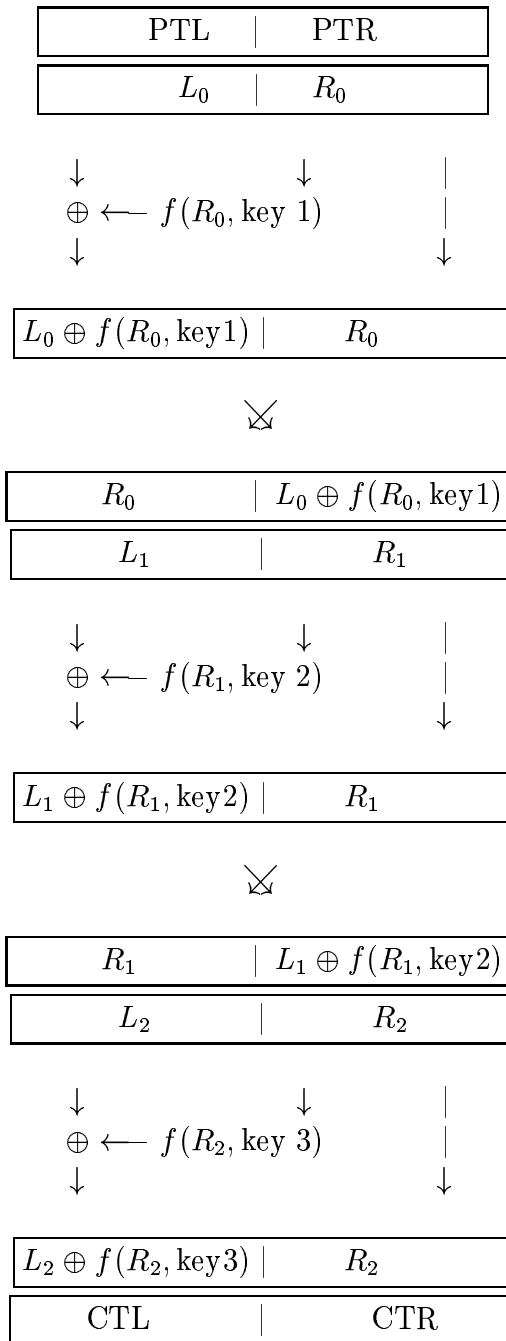 PTL | PTR
L₀ | R₀
↓ ↓ |
⊕ ⟵ f(R₀, key 1) |
↓ ↓
L₀ ⊕ f(R₀, key1) | R₀
R₀ | L₀ ⊕ f(R₀, key1)
L₁ | R₁
↓ ↓ |
⊕ ⟵ f(R₁, key 2) |
↓ ↓
L₁ ⊕ f(R₁, key2) | R₁
R₁ | L₁ ⊕ f(R₁, key2)
L₂ | R₂
↓ ↓ |
⊕ ⟵ f(R₂, key 3) |
↓ ↓
L₂ ⊕ f(R₂, key3) | R₂
CTL | CTR